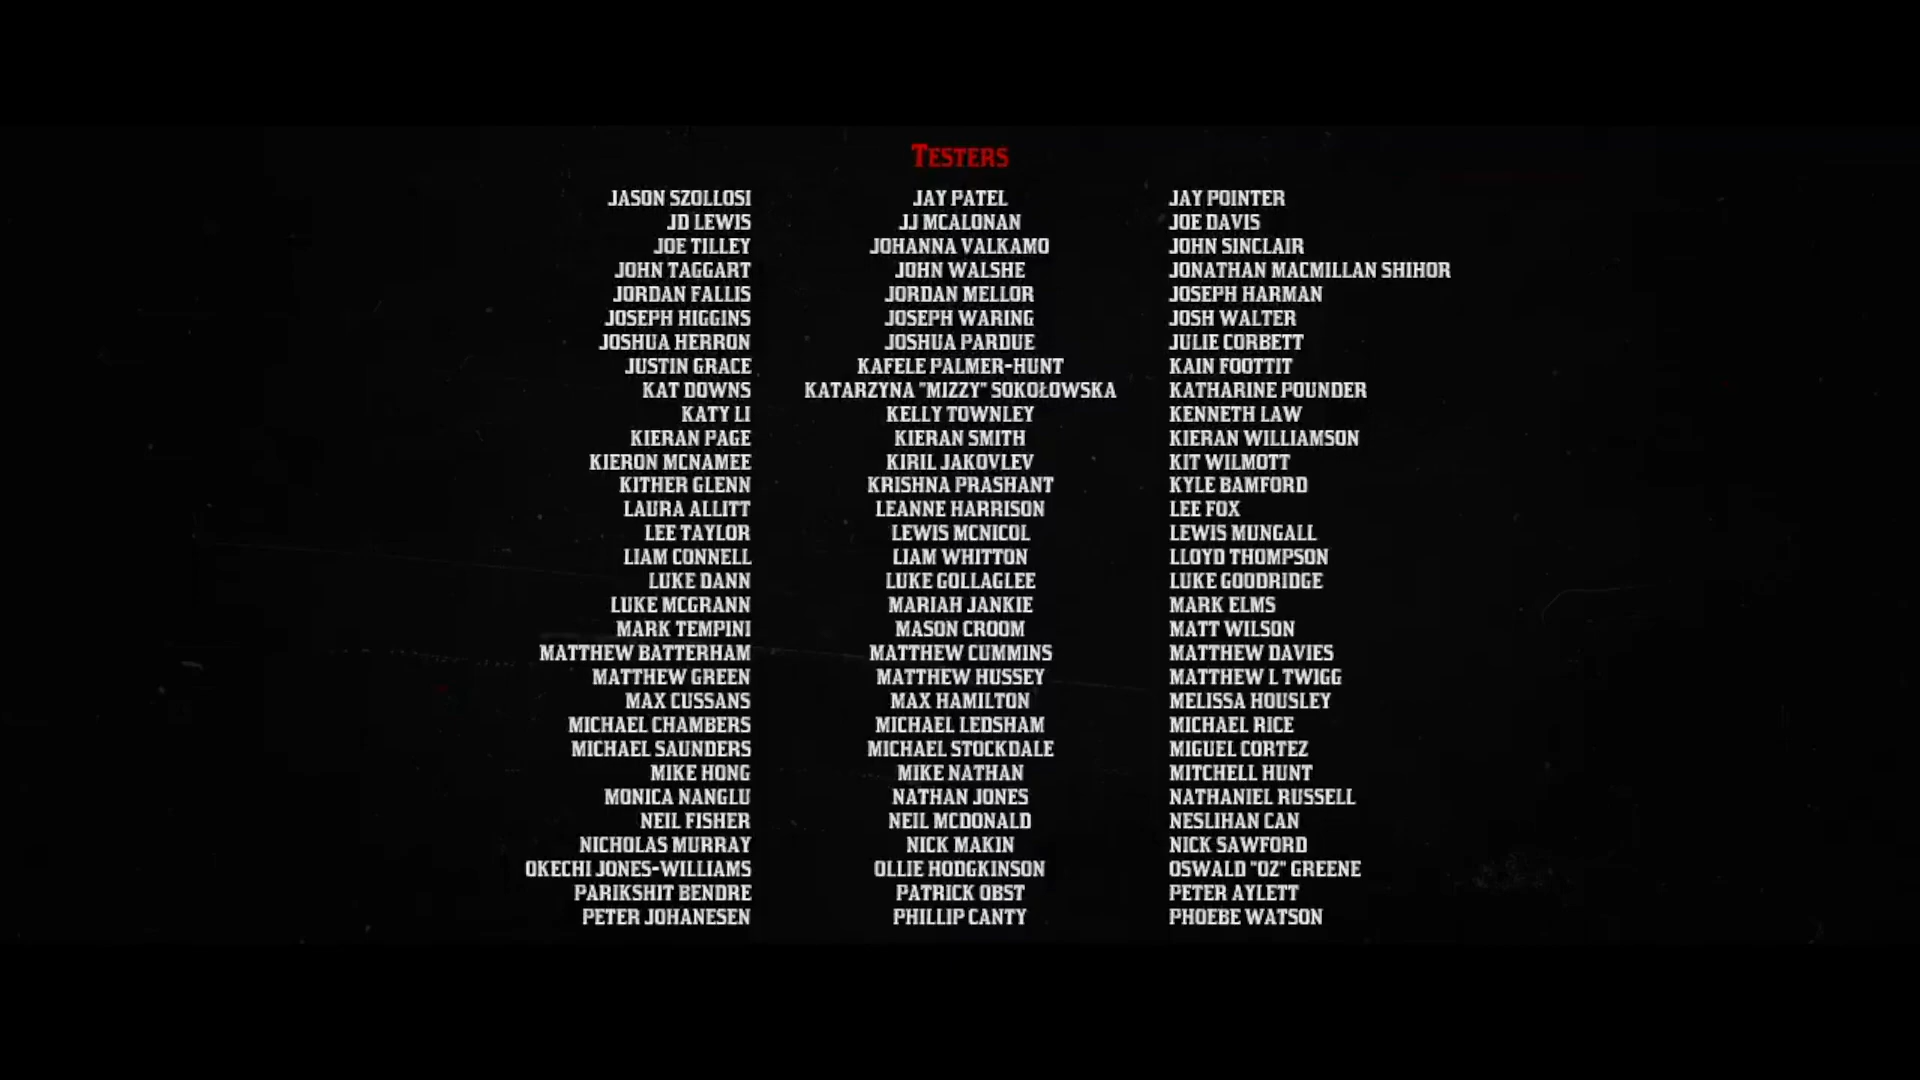 TESTERS
JASON SZOLLOSI JAY PATEL JAY POINTER
JD LEWIS JJ MCALONAN JOE DAVIS
JOE TILLEY JOHANNA VALKAMO JOHN SINCLAIR
JOHN TAGGART JOHN WALSHE JONATHAN MACMILLAN SHIHOR
JORDAN FALLIS JORDAN MELLOR JOSEPH HARMAN
JOSEPH HIGGINS JOSEPH WARING JOSH WALTER
JOSHUA HERRON JOSHUA PARDUE JULIE CORBETT
JUSTIN GRACE KAFELE PALMER-HUNT KAIN FOOTTIT
KAT DOWNS KATARZYNA "MIZZY" SOKOŁOWSKA KATHARINE POUNDER
KATY LI KELLY TOWNLEY KENNETH LAW
KIERAN PAGE KIERAN SMITH KIERAN WILLIAMSON
KIERON MCNAMEE KIRIL JAKOVLEV KIT WILMOTT
KITHER GLENN KRISHNA PRASHANT KYLE BAMFORD
LAURA ALLITT LEANNE HARRISON LEE FOX
LEE TAYLOR LEWIS MCNICOL LEWIS MUNGALL
LIAM CONNELL LIAM WHITTON LLOYD THOMPSON
LUKE DANN LUKE GOLLAGLEE LUKE GOODRIDGE
LUKE MCGRANN MARIAH JANKIE MARK ELMS
MARK TEMPINI MASON CROOM MATT WILSON
MATTHEW BATTERHAM MATTHEW CUMMINS MATTHEW DAVIES
MATTHEW GREEN MATTHEW HUSSEY MATTHEW L TWIGG
MAX CUSSANS MAX HAMILTON MELISSA HOUSLEY
MICHAEL CHAMBERS MICHAEL LEDSHAM MICHAEL RICE
MICHAEL SAUNDERS MICHAEL STOCKDALE MIGUEL CORTEZ
MIKE HONG MIKE NATHAN MITCHELL HUNT
MONICA NANGLU NATHAN JONES NATHANIEL RUSSELL
NEIL FISHER NEIL MCDONALD NESLIHAN CAN
NICHOLAS MURRAY NICK MAKIN NICK SAWFORD
OKECHI JONES-WILLIAMS OLLIE HODGKINSON OSWALD "OZ" GREENE
PARIKSHIT BENDRE PATRICK OBST PETER AYLETT
PETER JOHANESEN PHILLIP CANTY PHOEBE WATSON